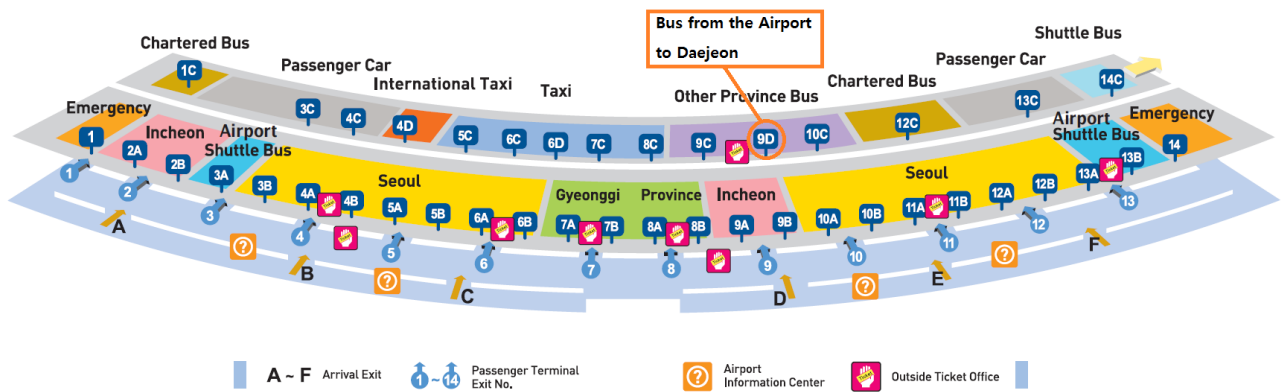 Bus from the Airport
to Daejeon
Shuttle Bus
Chartered Bus
Passenger Car
International Taxi
Taxi
Other Province Bus
Chartered Bus
Passenger Car
1C
3C
4C
4D
5C
6C
6D
7C
8C
9C
9D
10C
12C
13C
14C
Emergency
Incheon
Airport
Shuttle Bus
Seoul
Gyeonggi Province
Incheon
Seoul
Airport
Shuttle Bus
Emergency
1
2A
2B
3A
3B
4A
4B
5A
5B
6A
6B
7A
7B
8A
8B
9A
9B
10A
10B
11A
11B
12A
12B
13A
13B
14
1
2
3
4
5
6
7
8
9
10
11
12
13
A
B
C
D
E
F
A ~ F Arrival Exit
1 ~ 14 Passenger Terminal
Exit No.
Airport
Information Center
Ticket
Outside Ticket Office